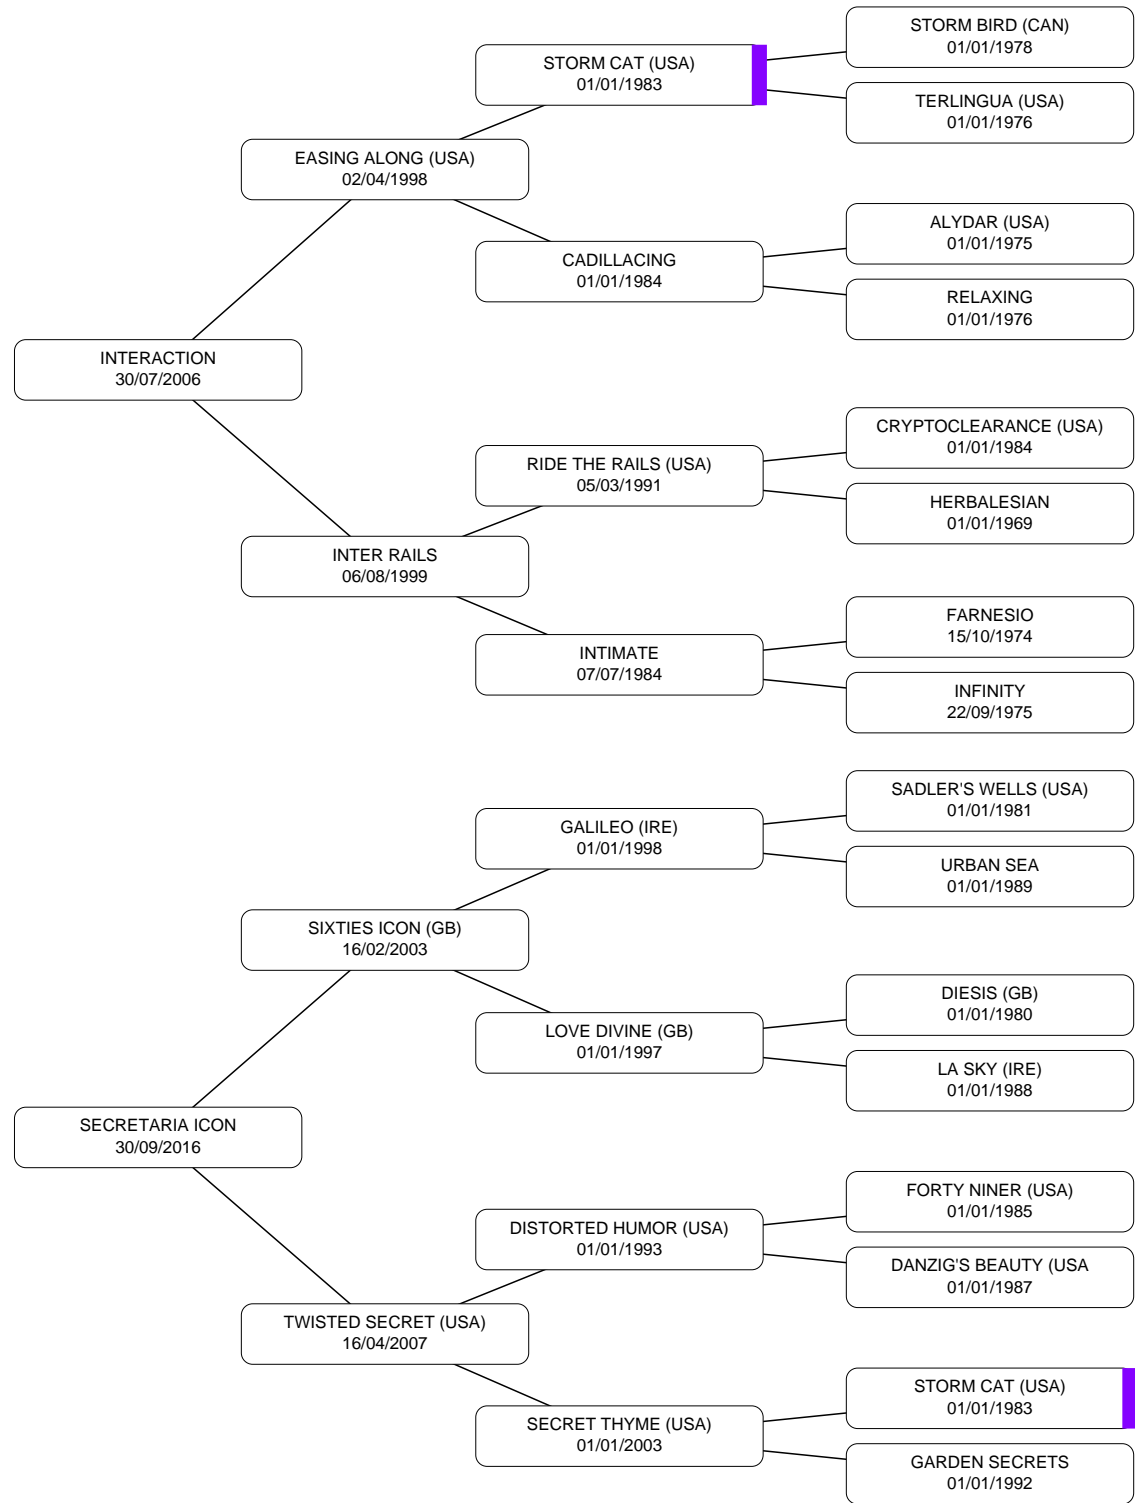 STORM BIRD (CAN)
01/01/1978
STORM CAT (USA)
01/01/1983
TERLINGUA (USA)
01/01/1976
EASING ALONG (USA)
02/04/1998
ALYDAR (USA)
01/01/1975
CADILLACING
01/01/1984
RELAXING
01/01/1976
INTERACTION
30/07/2006
CRYPTOCLEARANCE (USA)
01/01/1984
RIDE THE RAILS (USA)
05/03/1991
HERBALESIAN
01/01/1969
INTER RAILS
06/08/1999
FARNESIO
15/10/1974
INTIMATE
07/07/1984
INFINITY
22/09/1975
SADLER'S WELLS (USA)
01/01/1981
GALILEO (IRE)
01/01/1998
URBAN SEA
01/01/1989
SIXTIES ICON (GB)
16/02/2003
DIESIS (GB)
01/01/1980
LOVE DIVINE (GB)
01/01/1997
LA SKY (IRE)
01/01/1988
SECRETARIA ICON
30/09/2016
FORTY NINER (USA)
01/01/1985
DISTORTED HUMOR (USA)
01/01/1993
DANZIG'S BEAUTY (USA
01/01/1987
TWISTED SECRET (USA)
16/04/2007
STORM CAT (USA)
01/01/1983
SECRET THYME (USA)
01/01/2003
GARDEN SECRETS
01/01/1992